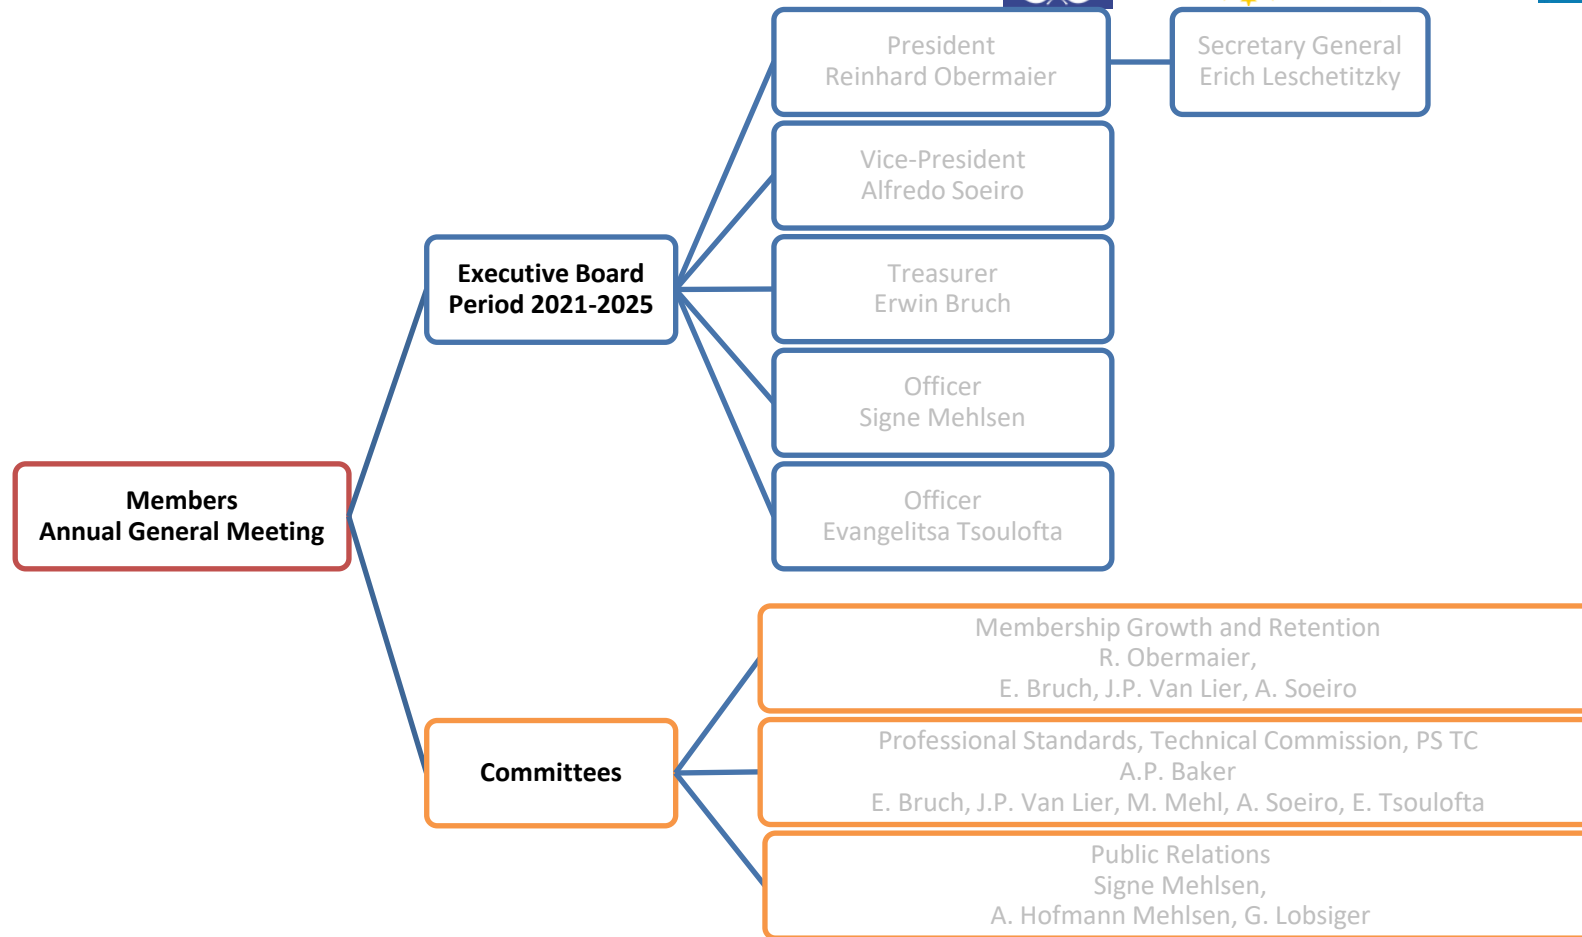 President
Reinhard Obermaier
Secretary General
Erich Leschetitzky
Vice-President
Alfredo Soeiro
Executive Board
Period 2021-2025
Treasurer
Erwin Bruch
Officer
Signe Mehlsen
Members
Annual General Meeting
Officer
Evangelitsa Tsoulofta
Membership Growth and Retention
R. Obermaier,
E. Bruch, J.P. Van Lier, A. Soeiro
Committees
Professional Standards, Technical Commission, PS TC
A.P. Baker
E. Bruch, J.P. Van Lier, M. Mehl, A. Soeiro, E. Tsoulofta
Public Relations
Signe Mehlsen,
A. Hofmann Mehlsen, G. Lobsiger